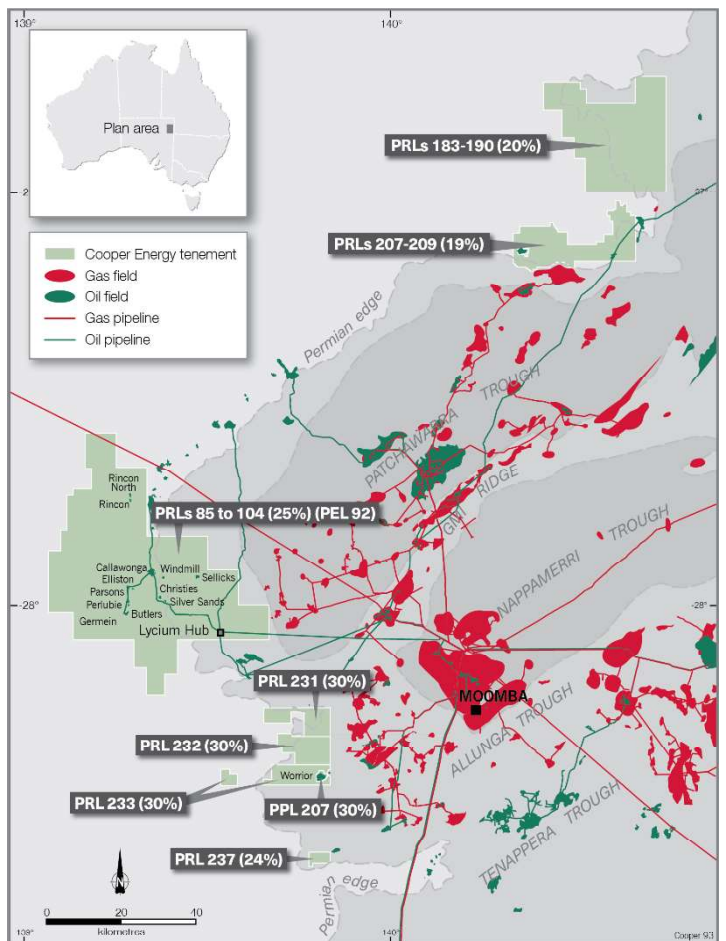 139°
140°
Plan area
PRLs 183-190 (20%)
27°
PRLs 207-209 (19%)
Cooper Energy tenement
Gas field
Oil field
Gas pipeline
Oil pipeline
Permian edge
PATCHAWARRA TROUGH
GMI RIDGE
NAPPAMERRI TROUGH
Rincon
North
Rincon
PRLs 85 to 104 (25%) (PEL 92)
Callawonga
Windmill
Elliston
Sellicks
Parsons
Christies
Perlubie
Silver Sands
Butlers
Germein
-28°
-28°
Lycium Hub
PRL 231 (30%)
MOOMBA
ALLUNGA TROUGH
PRL 232 (30%)
Worrior
PRL 233 (30%)
PPL 207 (30%)
TENAPPERA TROUGH
PRL 237 (24%)
Permian edge
N
0 20 40
kilometres
139°
140°
Cooper 93